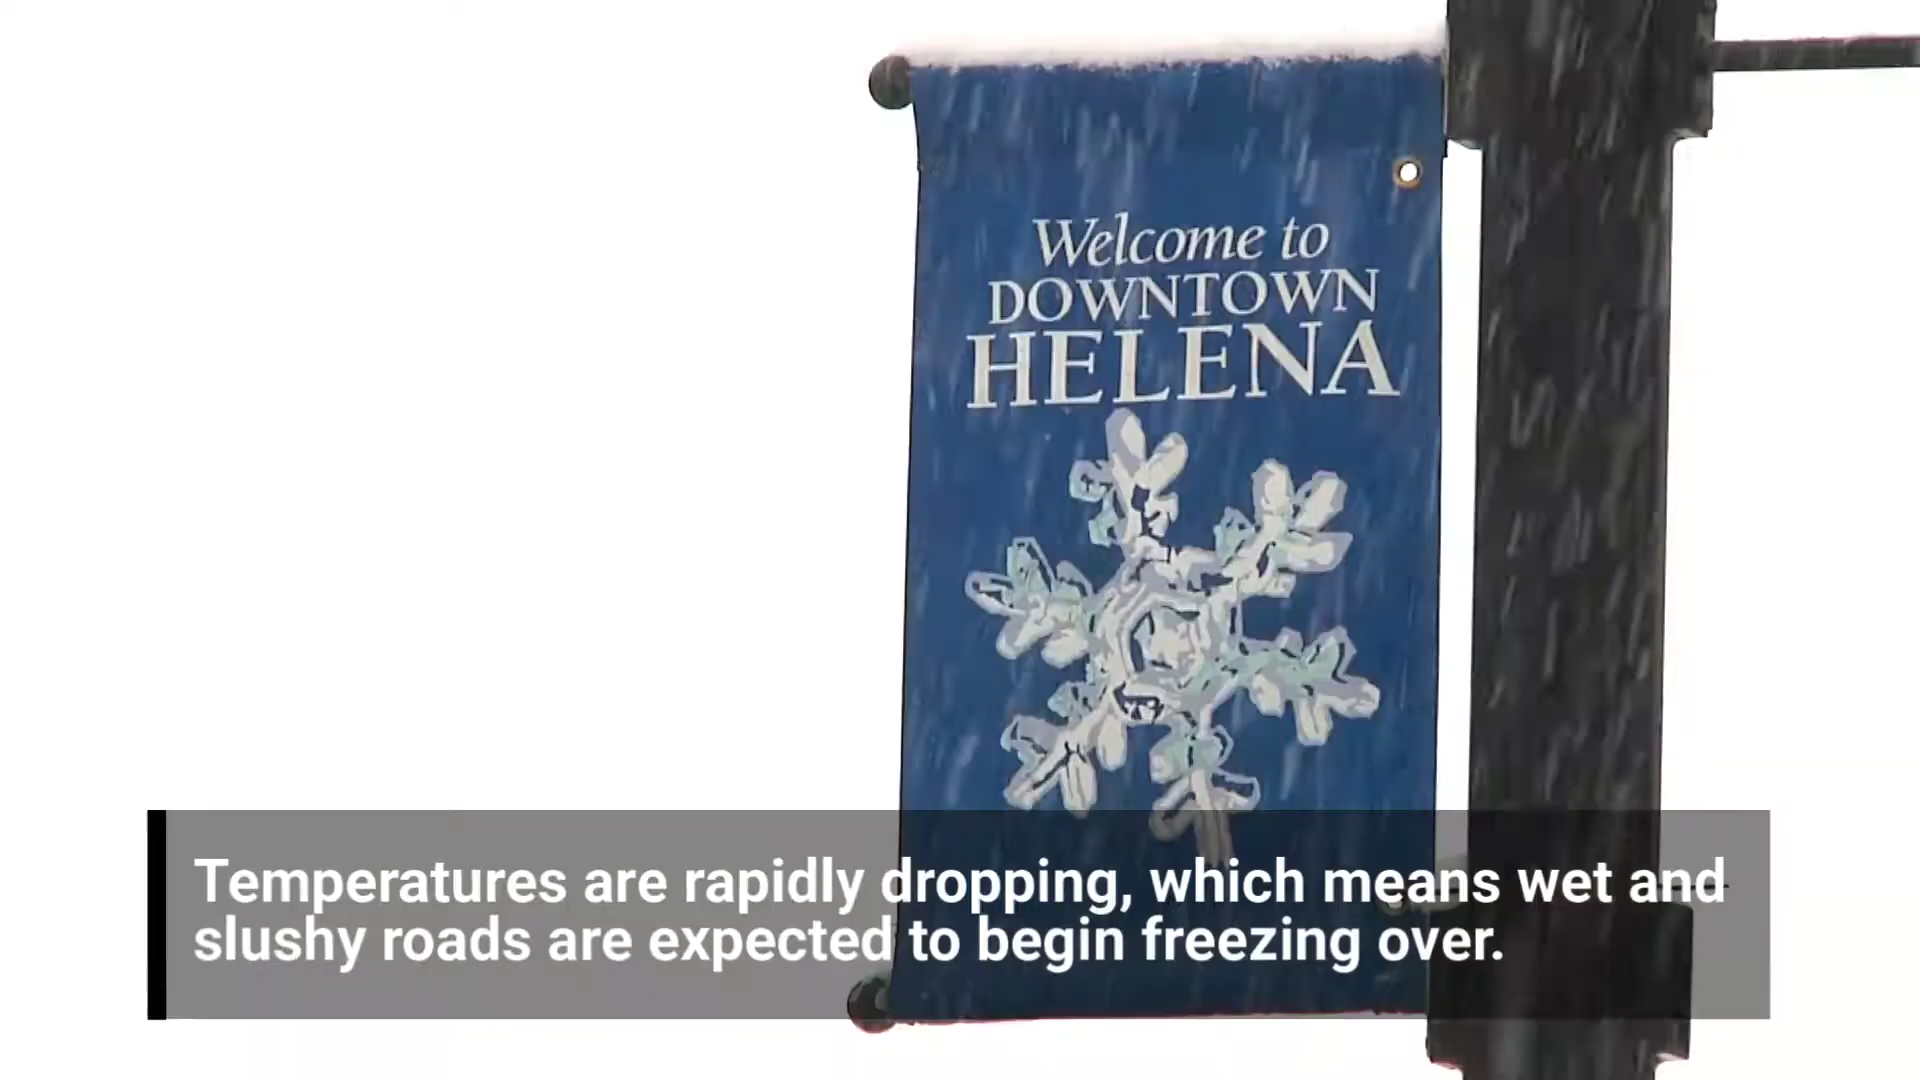 Welcome to
DOWNTOWN
HELENA
Temperatures are rapidly dropping, which means wet and
slushy roads are expected to begin freezing over.